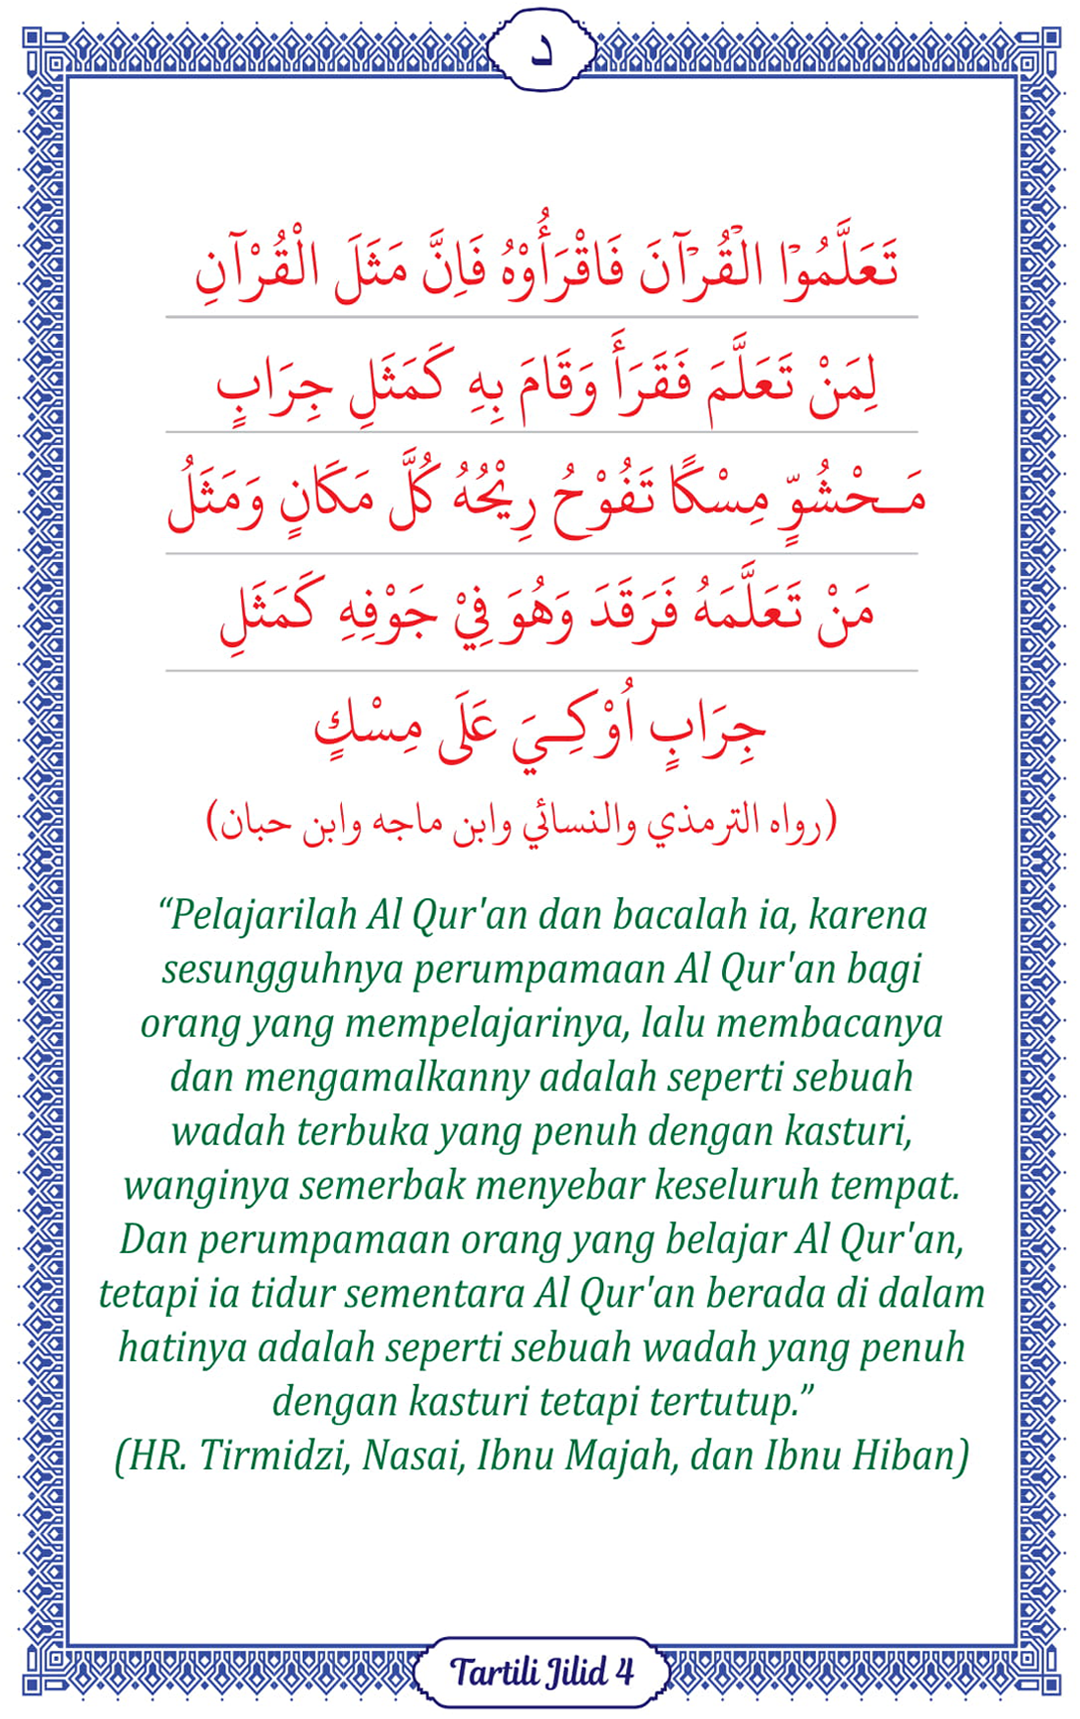 د
تَعَلَّمُوْا الْقُرْآنَ فَاقْرَأُوْهُ فَاِنَّ مَثَلَ الْقُرْآنِ
لِمَنْ تَعَلَّمَ فَقَرَأَ وَقَامَ بِهِ كَمَثَلِ جِرَابٍ
مَـحْشُوٍّ مِسْكًا تَفُوْحُ رِيْحُهُ كُلَّ مَكَانٍ وَمَثَلُ
مَنْ تَعَلَّمَهُ فَرَقَدَ وَهُوَ فِيْ جَوْفِهِ كَمَثَلِ
جِرَابٍ اُوْكِـيَ عَلَى مِسْكٍ
(رواه الترمذي والنسائي وابن ماجه وابن حبان)
“Pelajarilah Al Qur'an dan bacalah ia, karena
sesungguhnya perumpamaan Al Qur'an bagi
orang yang mempelajarinya, lalu membacanya
dan mengamalkanny adalah seperti sebuah
wadah terbuka yang penuh dengan kasturi,
wanginya semerbak menyebar keseluruh tempat.
Dan perumpamaan orang yang belajar Al Qur'an,
tetapi ia tidur sementara Al Qur'an berada di dalam
hatinya adalah seperti sebuah wadah yang penuh
dengan kasturi tetapi tertutup.”
(HR. Tirmidzi, Nasai, Ibnu Majah, dan Ibnu Hiban)
Tartili Jilid 4